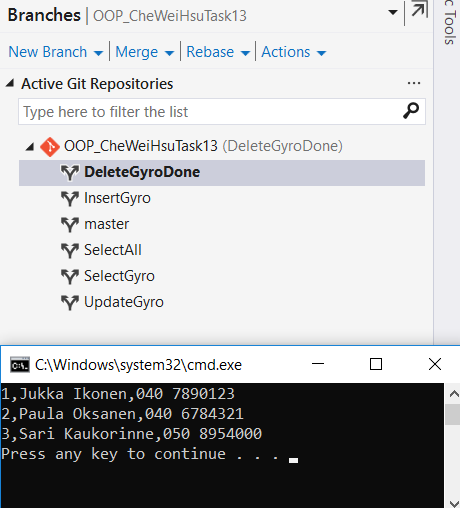 Branches | OOP_CheWeiHsuTask13
New Branch | Merge | Rebase | Actions
Active Git Repositories
Type here to filter the list
OOP_CheWeiHsuTask13 (DeleteGyroDone)
DeleteGyroDone
InsertGyro
master
SelectAll
SelectGyro
UpdateGyro
c Tools
C:\Windows\system32\cmd.exe
1,Jukka Ikonen,040 7890123
2,Paula Oksanen,040 6784321
3,Sari Kaukorinne,050 8954000
Press any key to continue . . .